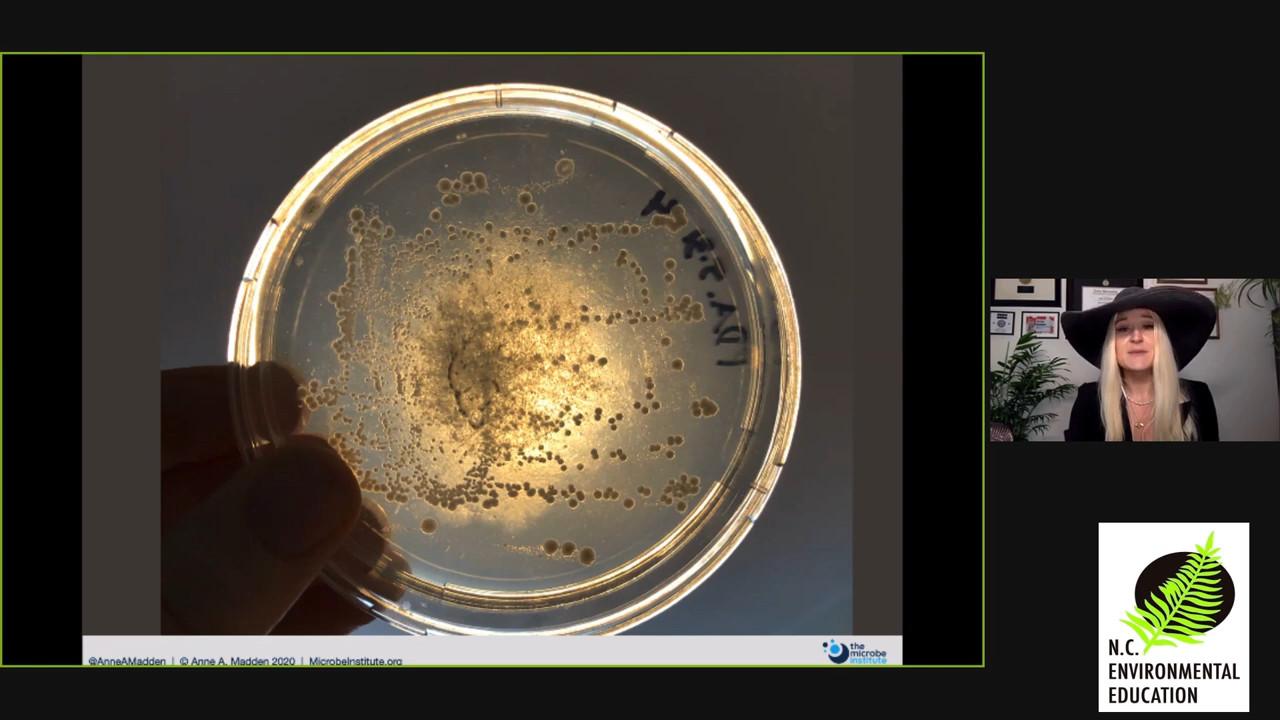 @AnneAMadden | © Anne A. Madden 2020 | MicrobeInstitute.org
the
microbe
institute
N.C.
ENVIRONMENTAL
EDUCATION